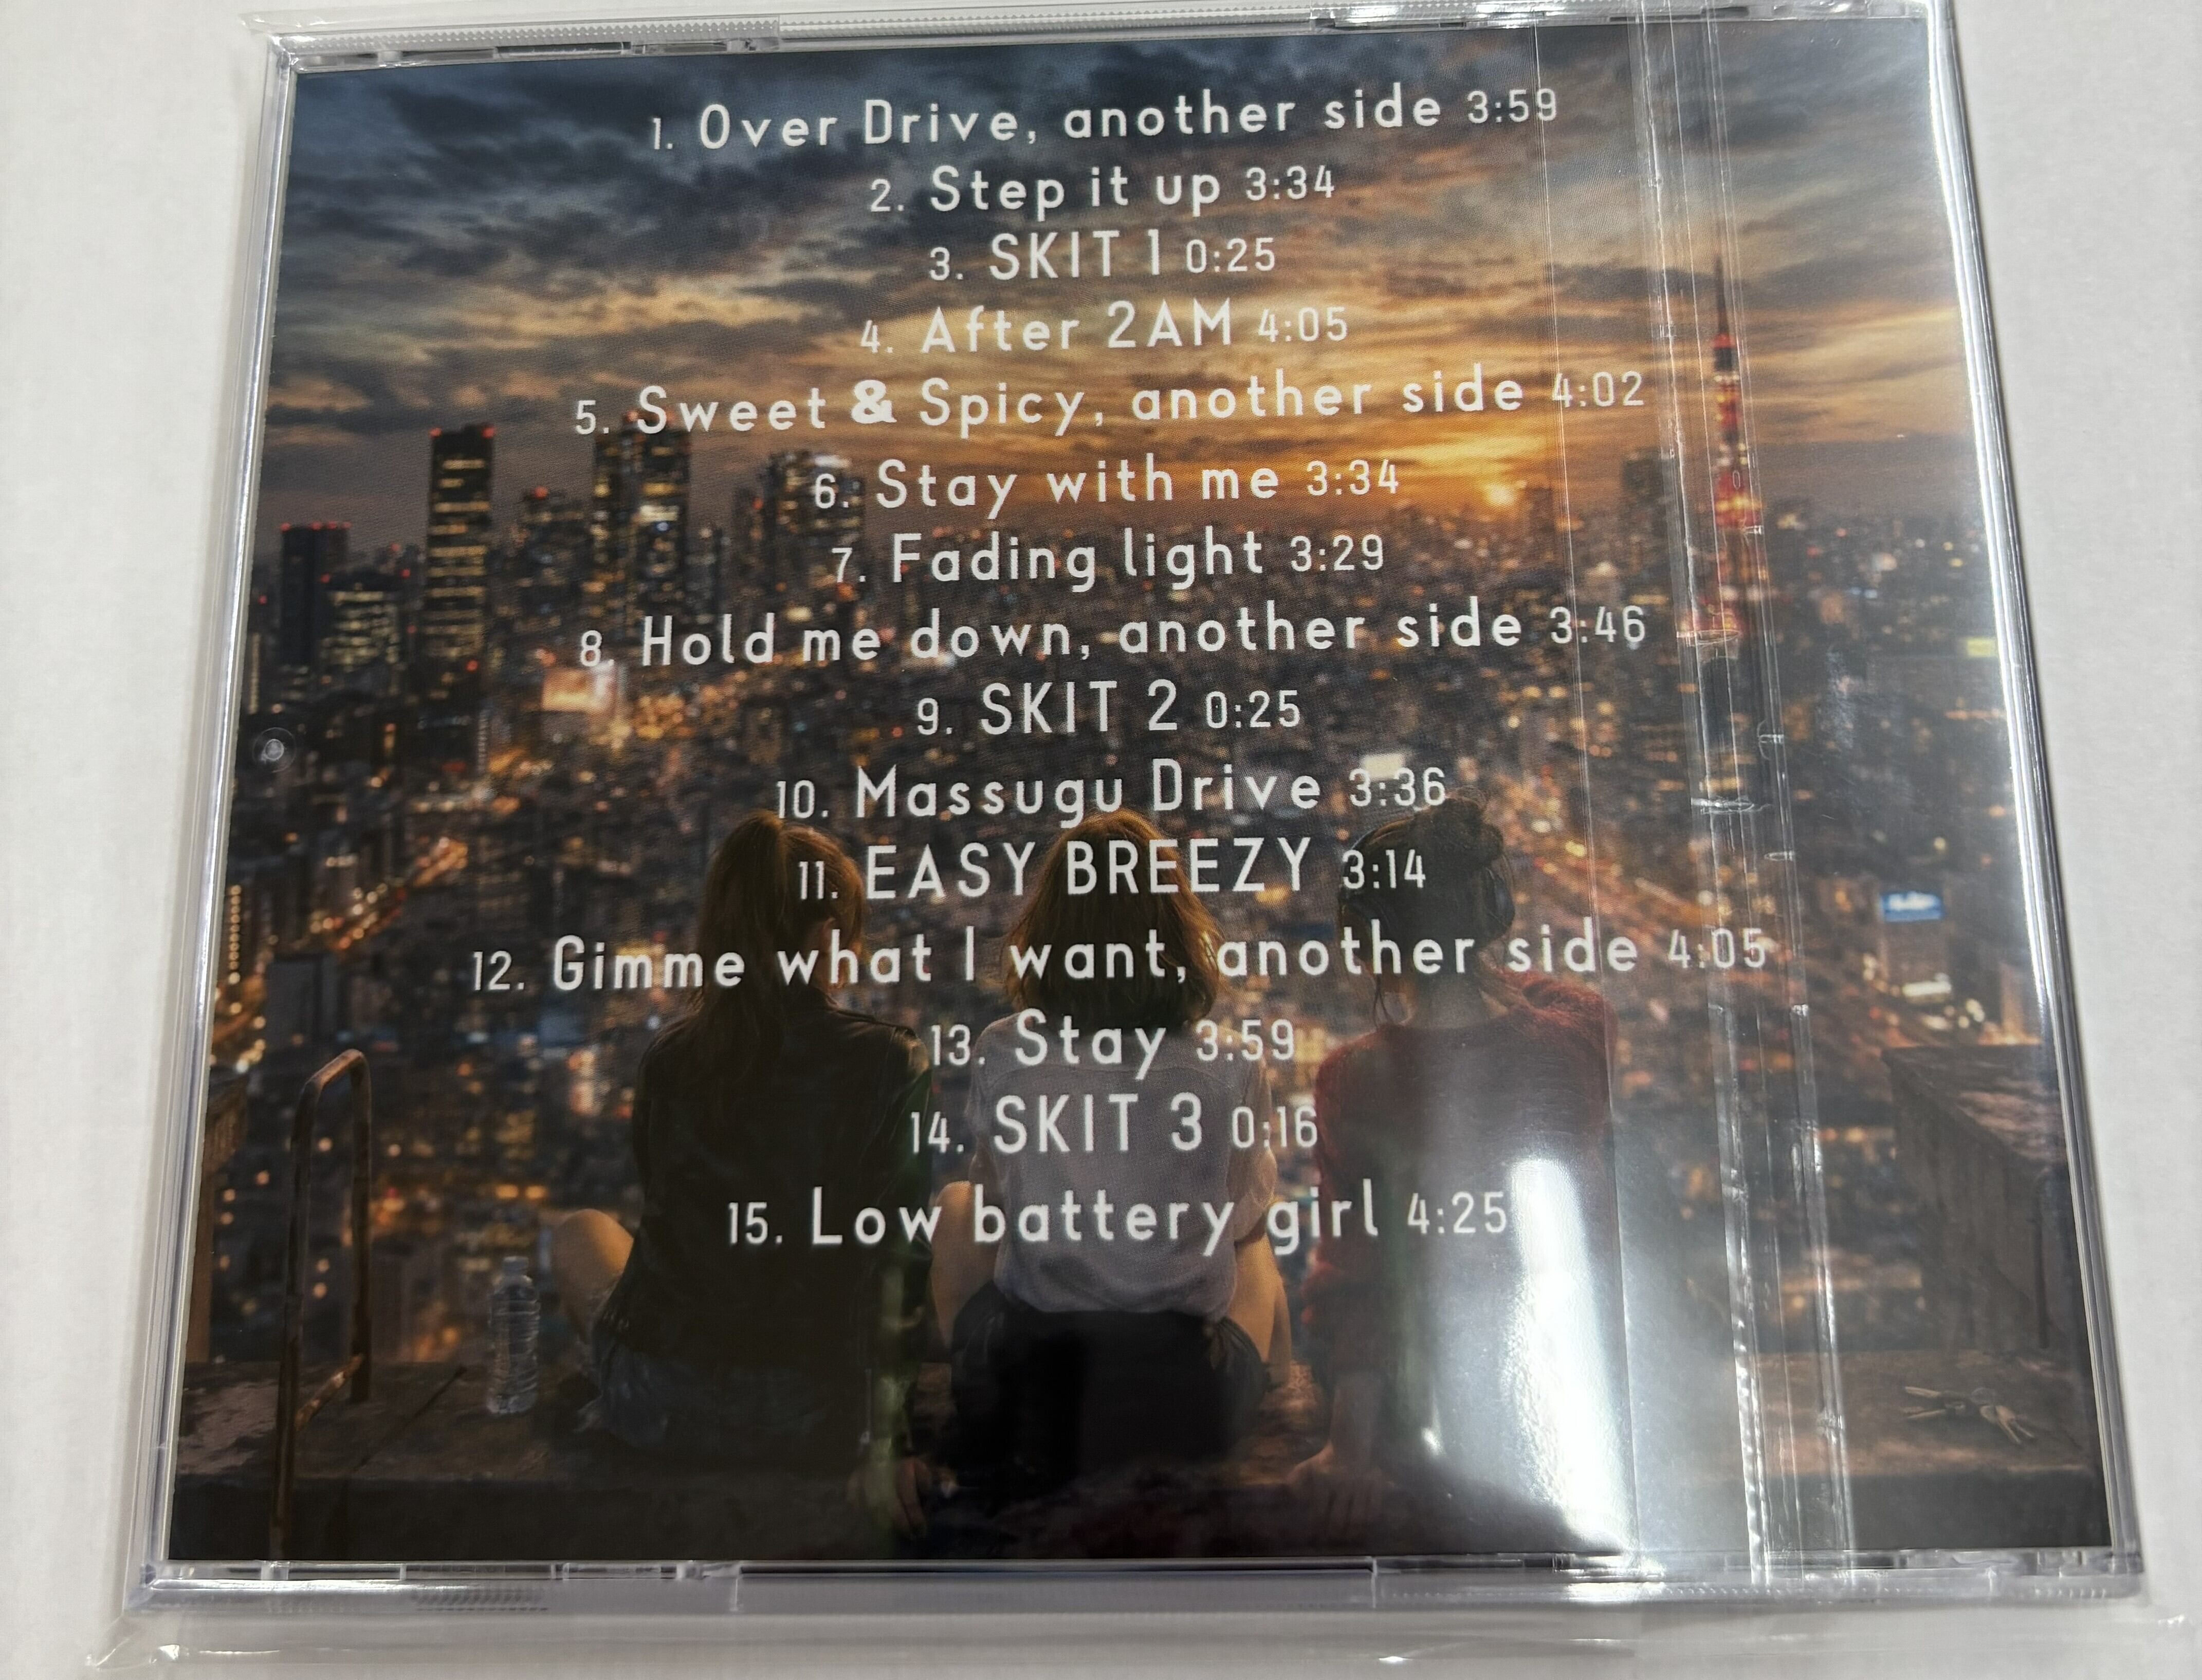 1. Over Drive, another side 3:59
2. Step it up 3:34
3. SKIT 1 0:25
4. After 2AM 4:05
5. Sweet & Spicy, another side 4:02
6. Stay with me 3:34
7. Fading light 3:29
8. Hold me down, another side 3:46
9. SKIT 2 0:25
10. Massugu Drive 3:36
11. EASY BREEZY 3:14
12. Gimme what I want, another side 4:05
13. Stay 3:59
14. SKIT 3 0:16
15. Low battery girl 4:25